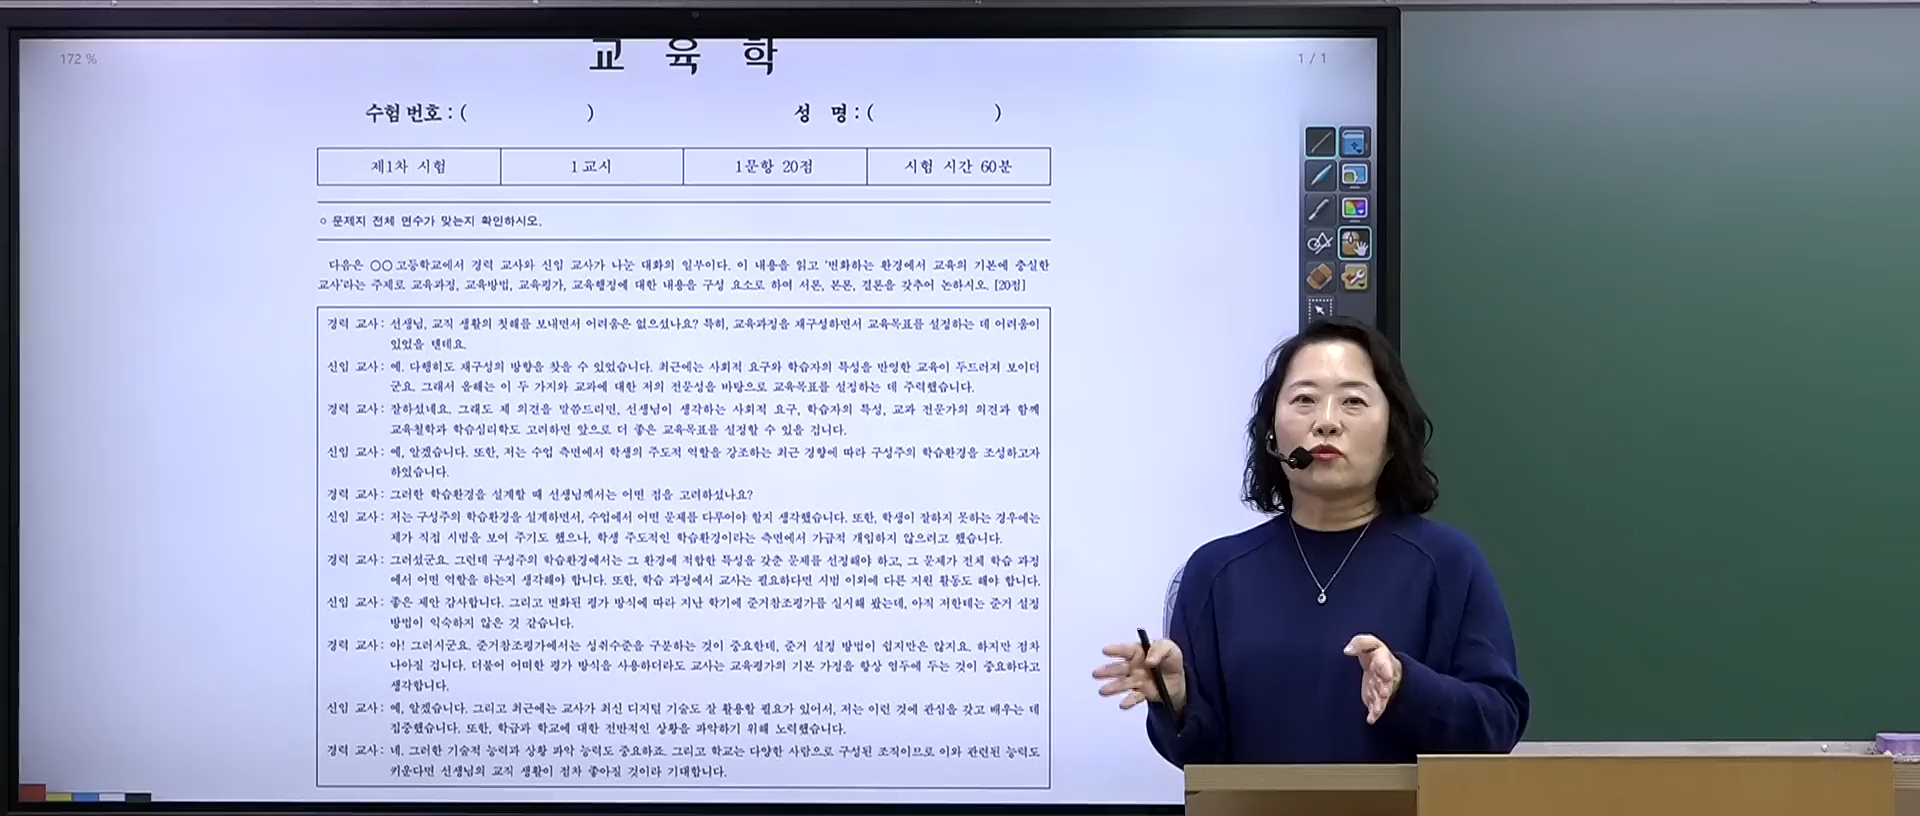 172 %
1 / 1
교 육 학
수험 번호 : (                    )          성   명 : (                    )
제1차 시험   1 교시   1문항 20점   시험 시간 60분
○ 문제지 전체 면수가 맞는지 확인하시오.
다음은 ○○고등학교에서 경력 교사와 신임 교사가 나눈 대화의 일부이다. 이 내용을 읽고 '변화하는 환경에서 교육의 기본에 충실한
교사'라는 주제로 교육과정, 교육방법, 교육평가, 교육행정에 대한 내용을 구성 요소로 하여 서론, 본론, 결론을 갖추어 논하시오. [20점]
경력 교사 : 선생님, 교직 생활의 첫해를 보내면서 어려움은 없으셨나요? 특히, 교육과정을 재구성하면서 교육목표를 설정하는 데 어려움이
있었을 텐데요.
신임 교사 : 예. 다행히도 재구성의 방향을 찾을 수 있었습니다. 최근에는 사회적 요구와 학습자의 특성을 반영한 교육이 두드러져 보이더
군요. 그래서 올해는 이 두 가지와 교과에 대한 저의 전문성을 바탕으로 교육목표를 설정하는 데 주력했습니다.
경력 교사 : 잘하셨네요. 그래도 제 의견을 말씀드리면, 선생님이 생각하는 사회적 요구, 학습자의 특성, 교과 전문가의 의견과 함께
교육철학과 학습심리학도 고려하면 앞으로 더 좋은 교육목표를 설정할 수 있을 겁니다.
신임 교사 : 예, 알겠습니다. 또한, 저는 수업 측면에서 학생의 주도적 역할을 강조하는 최근 경향에 따라 구성주의 학습환경을 조성하고자
하였습니다.
경력 교사 : 그러한 학습환경을 설계할 때 선생님께서는 어떤 점을 고려하셨나요?
신임 교사 : 저는 구성주의 학습환경을 설계하면서, 수업에서 어떤 문제를 다루어야 할지 생각했습니다. 또한, 학생이 잘하지 못하는 경우에는
제가 직접 시범을 보여 주기도 했으나, 학생 주도적인 학습환경이라는 측면에서 가급적 개입하지 않으려고 했습니다.
경력 교사 : 그러셨군요. 그런데 구성주의 학습환경에서는 그 환경에 적합한 특성을 갖춘 문제를 선정해야 하고, 그 문제가 전체 학습 과정
에서 어떤 역할을 하는지 생각해야 합니다. 또한, 학습 과정에서 교사는 필요하다면 시범 이외에 다른 지원 활동도 해야 합니다.
신임 교사 : 좋은 제안 감사합니다. 그리고 변화된 평가 방식에 따라 지난 학기에 준거참조평가를 실시해 봤는데, 아직 저한테는 준거 설정
방법이 익숙하지 않은 것 같습니다.
경력 교사 : 아! 그러시군요. 준거참조평가에서는 성취수준을 구분하는 것이 중요한데, 준거 설정 방법이 쉽지만은 않지요. 하지만 점차
나아질 겁니다. 더불어 어떠한 평가 방식을 사용하더라도 교사는 교육평가의 기본 가정을 항상 염두에 두는 것이 중요하다고
생각합니다.
신임 교사 : 예, 알겠습니다. 그리고 최근에는 교사가 최신 디지털 기술도 잘 활용할 필요가 있어서, 저는 이런 것에 관심을 갖고 배우는 데
집중했습니다. 또한, 학급과 학교에 대한 전반적인 상황을 파악하기 위해 노력했습니다.
경력 교사 : 네. 그러한 기술적 능력과 상황 파악 능력도 중요하죠. 그리고 학교는 다양한 사람으로 구성된 조직이므로 이와 관련된 능력도
키운다면 선생님의 교직 생활이 점차 좋아질 것이라 기대합니다.